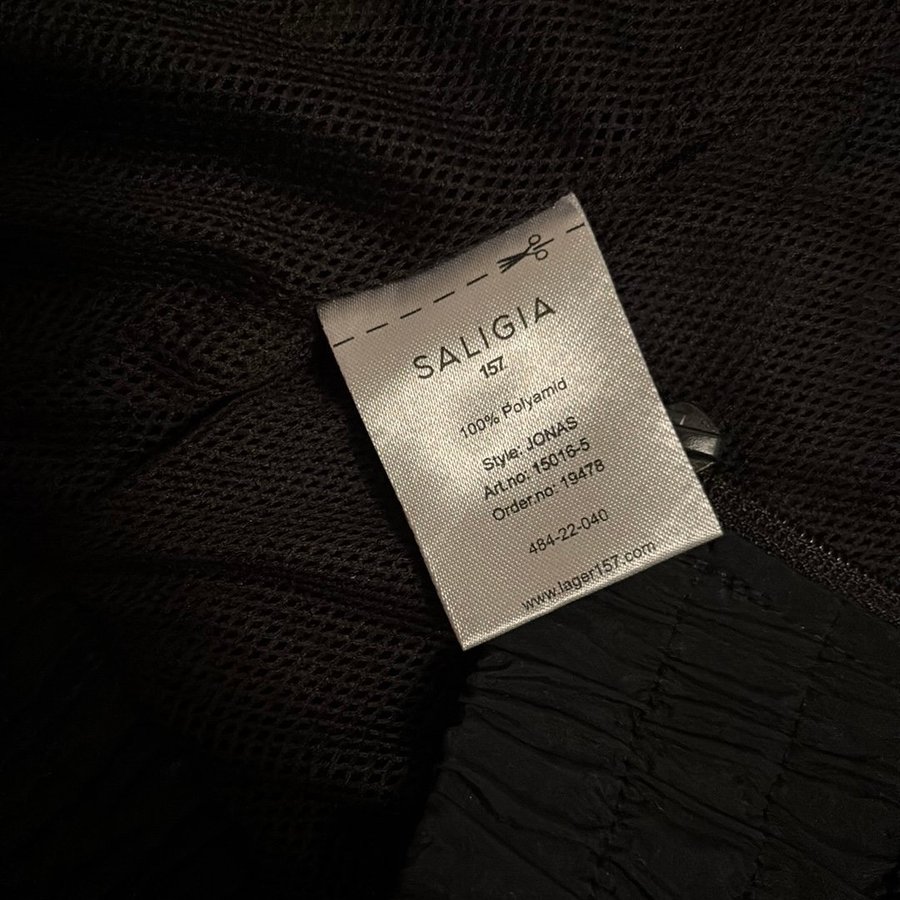 SALIGIA
157
100% Polyamid
Style: JONAS
Art.no: 15016-5
Order.no: 19478
484-22-040
www.lager157.com